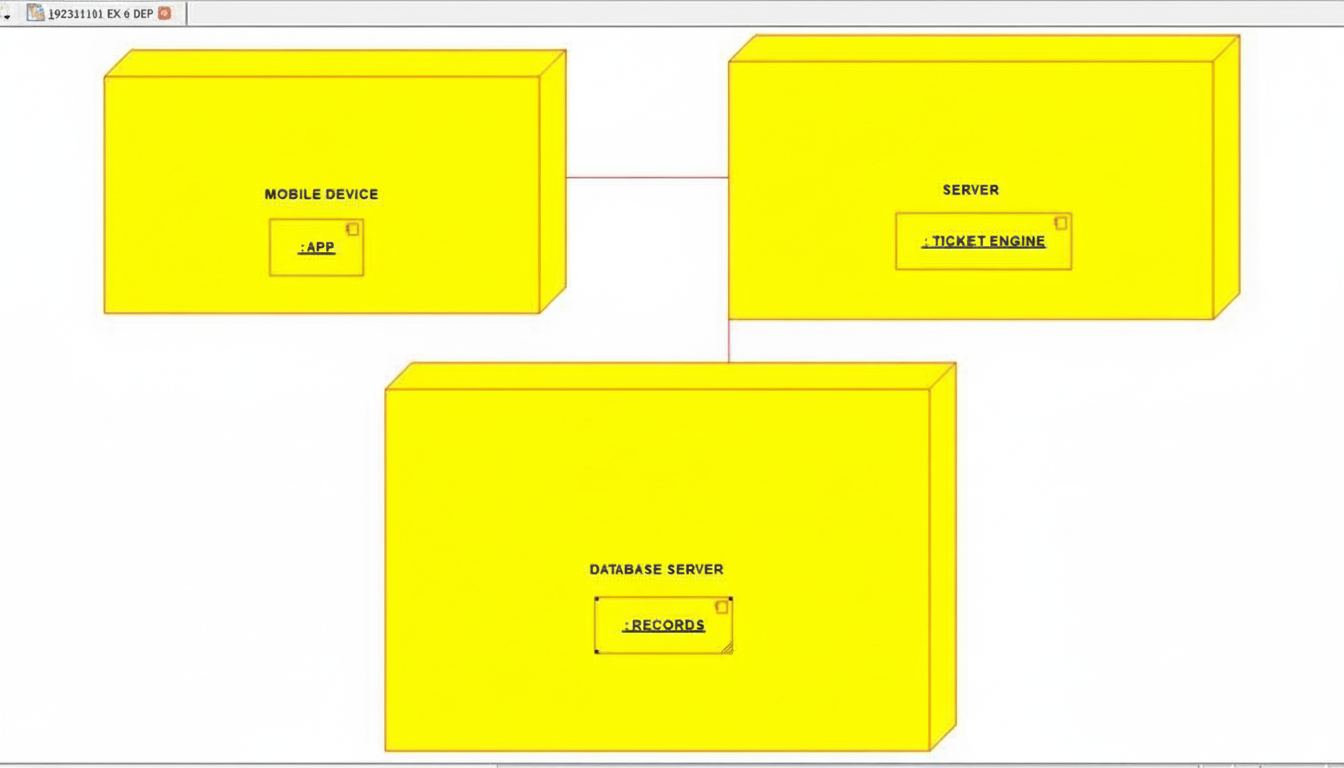 192311101 EX 6 DEP
MOBILE DEVICE
: APP
SERVER
: TICKET ENGINE
DATABASE SERVER
: RECORDS